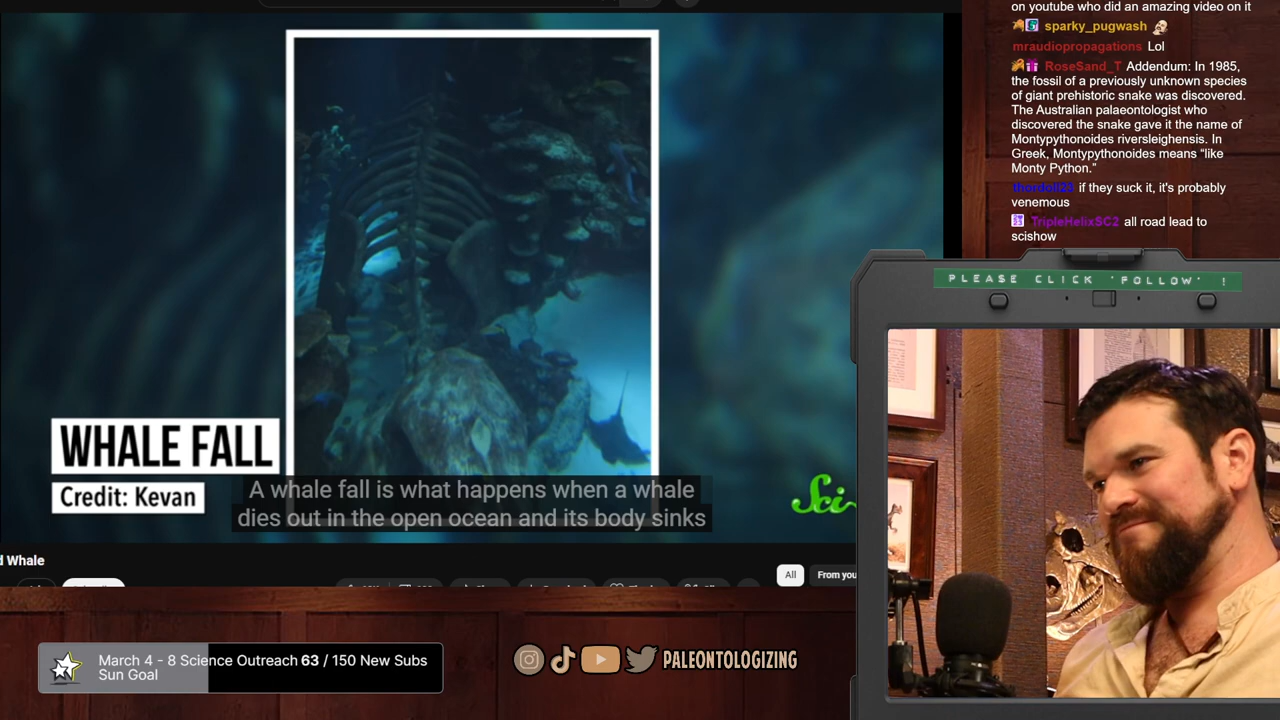 on youtube who did an amazing video on it
sparky_pugwash
mraudiopropagations Lol
RoseSand_T Addendum: In 1985,
the fossil of a previously unknown species
of giant prehistoric snake was discovered.
The Australian palaeontologist who
discovered the snake gave it the name of
Montypythonoides riversleighensis. In
Greek, Montypythonoides means “like
Monty Python.”
thordoll23 if they suck it, it's probably
venemous
TripleHelixSC2 all road lead to
scishow
PLEASE CLICK 'FOLLOW' !
WHALE FALL
Credit: Kevan
A whale fall is what happens when a whale
dies out in the open ocean and its body sinks
Sci
d Whale
All
From you
March 4 - 8 Science Outreach 63 / 150 New Subs
Sun Goal
PALEONTOLOGIZING